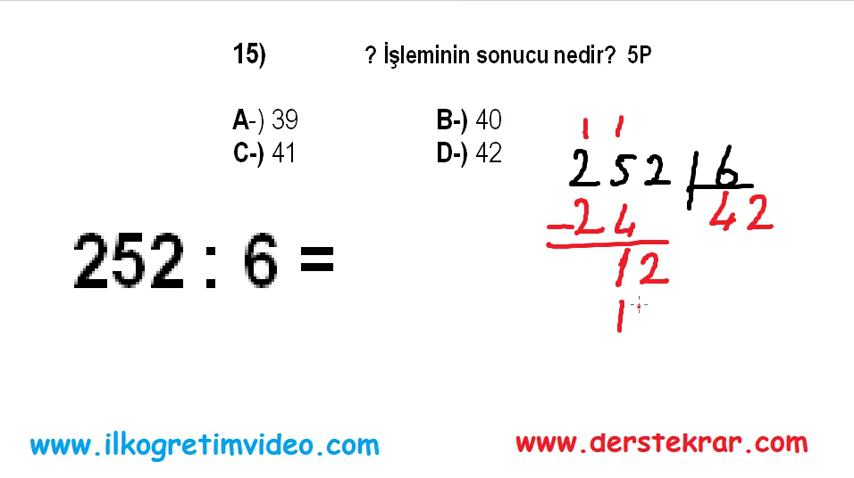 15) ? İşleminin sonucu nedir? 5P
A-) 39 B-) 40
C-) 41 D-) 42
252 : 6 =
1 1
252 6
-24 42
12
1
www.ilkogretimvideo.com
www.derstekrar.com